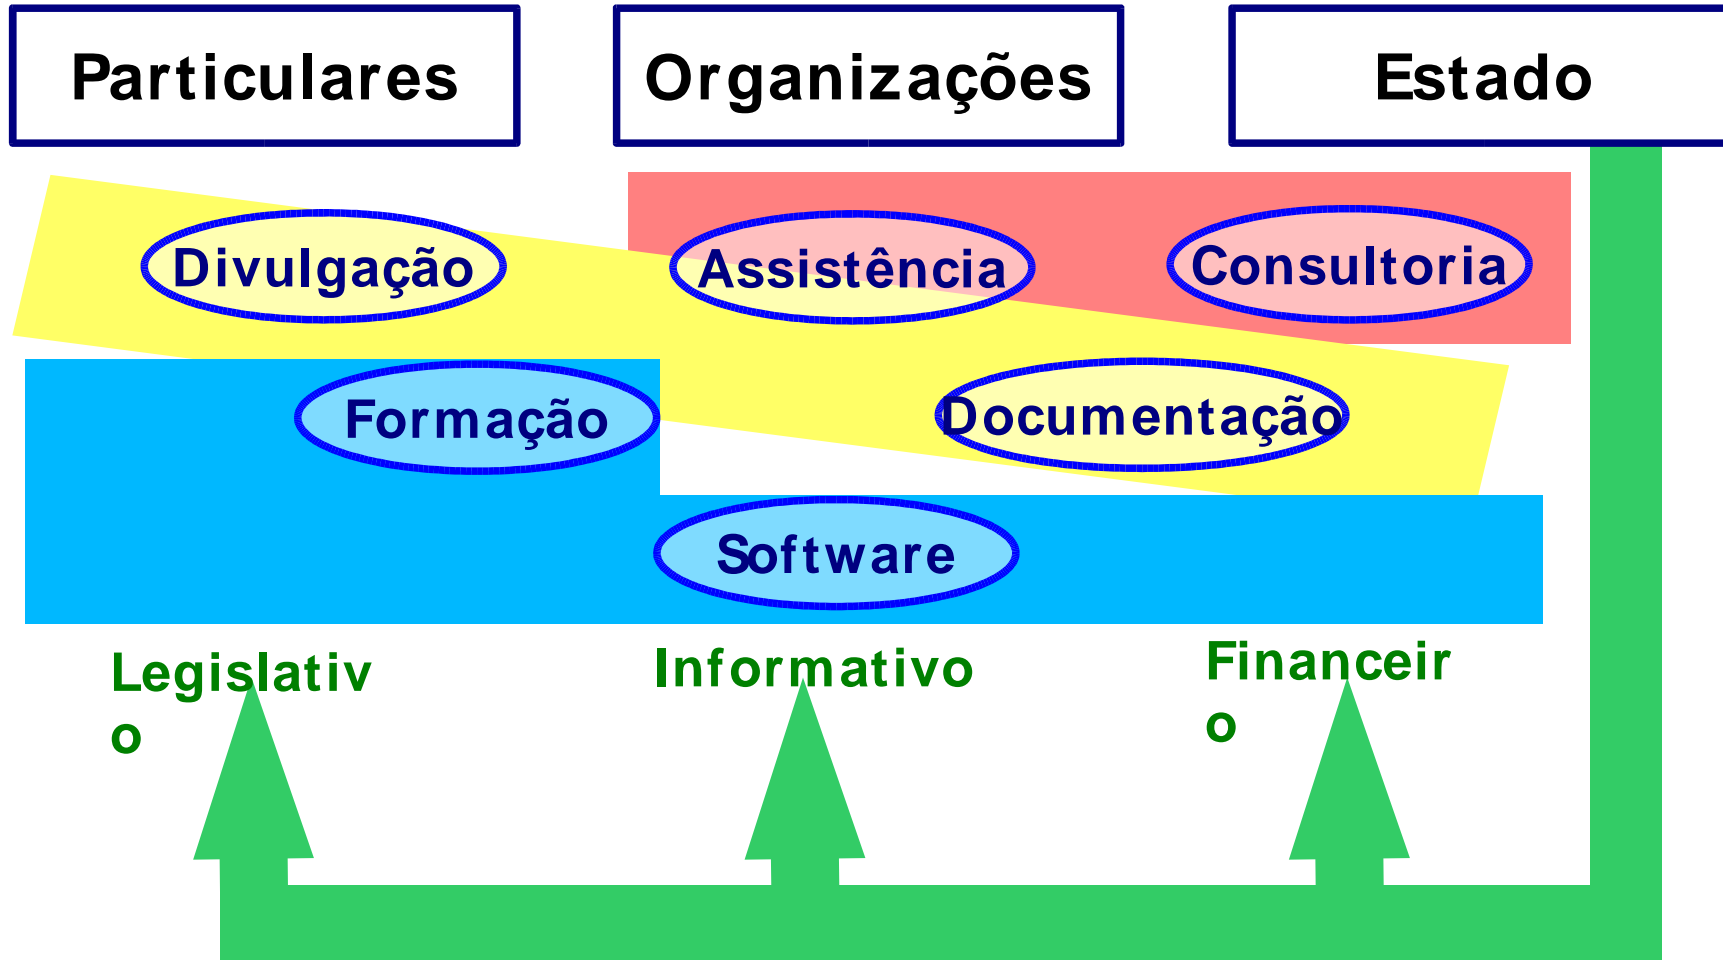 Particulares
Organizações
Estado
Divulgação
Assistência
Consultoria
Formação
Documentação
Software
Legislativ
o
Informativo
Financeir
o